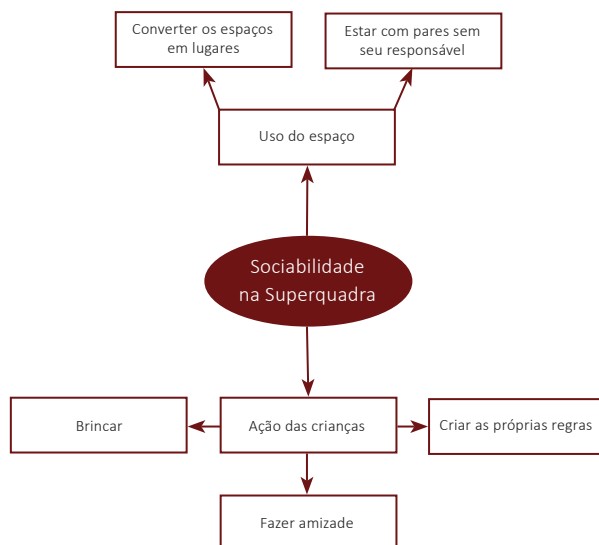 Converter os espaços
em lugares
Estar com pares sem
seu responsável
Uso do espaço
Sociabilidade
na Superquadra
Brincar
Ação das crianças
Criar as próprias regras
Fazer amizade